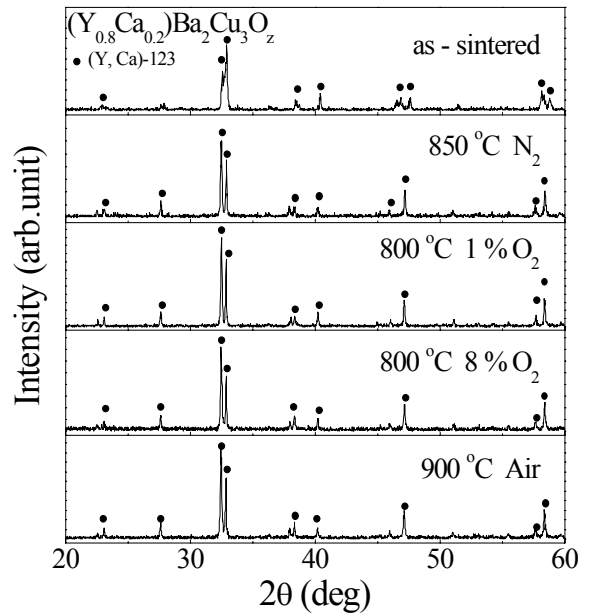 (Y0.8Ca0.2)Ba2Cu3Oz
● (Y, Ca)-123
as - sintered
850 °C N2
800 °C 1 % O2
800 °C 8 % O2
900 °C Air
Intensity (arb.unit)
20 30 40 50 60
2θ (deg)